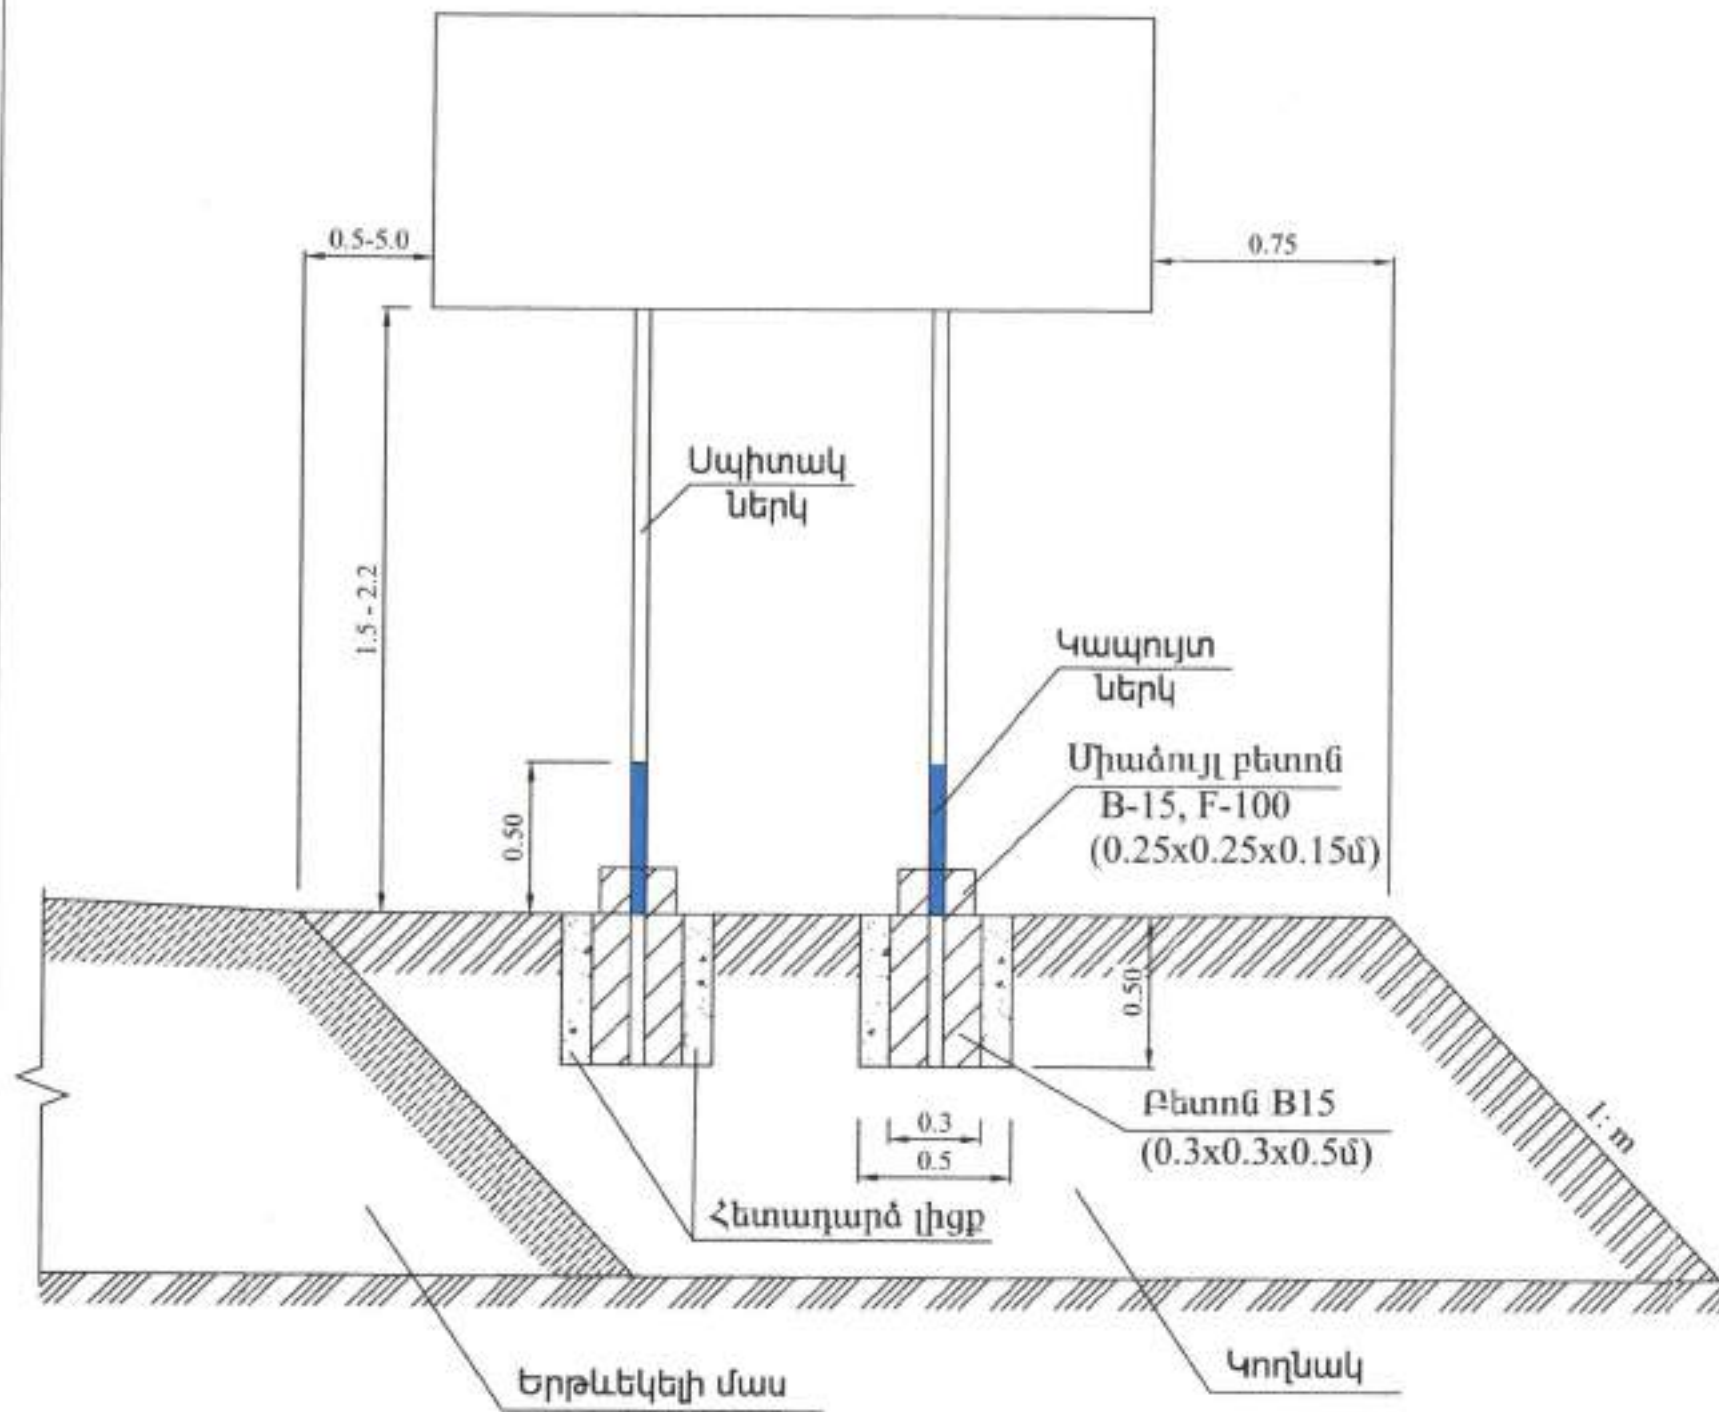 0.5-5.0
0.75
Սպիտակ
ներկ
1.5 - 2.2
Կապույտ
ներկ
Միաձույլ բետոն
B-15, F-100
(0.25x0.25x0.15մ)
0.50
0.50
Բետոն B15
(0.3x0.3x0.5մ)
0.3
0.5
1: m
Հետադարձ լիցք
Երթևեկելի մաս
Կողնակ